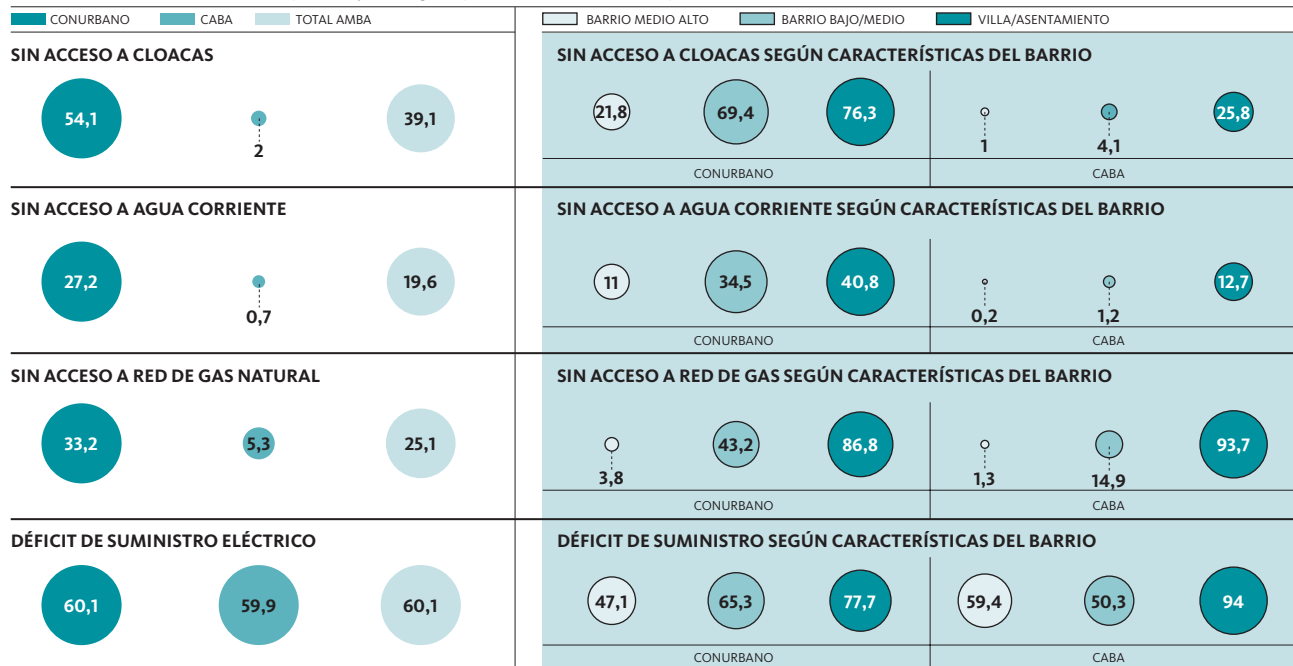 CONURBANO CABA TOTAL AMBA
BARRIO MEDIO ALTO BARRIO BAJO/MEDIO VILLA/ASENTAMIENTO
SIN ACCESO A CLOACAS
54,1 2 39,1
SIN ACCESO A CLOACAS SEGÚN CARACTERÍSTICAS DEL BARRIO
21,8 69,4 76,3 1 4,1 25,8
CONURBANO CABA
SIN ACCESO A AGUA CORRIENTE
27,2 0,7 19,6
SIN ACCESO A AGUA CORRIENTE SEGÚN CARACTERÍSTICAS DEL BARRIO
11 34,5 40,8 0,2 1,2 12,7
CONURBANO CABA
SIN ACCESO A RED DE GAS NATURAL
33,2 5,3 25,1
SIN ACCESO A RED DE GAS SEGÚN CARACTERÍSTICAS DEL BARRIO
3,8 43,2 86,8 1,3 14,9 93,7
CONURBANO CABA
DÉFICIT DE SUMINISTRO ELÉCTRICO
60,1 59,9 60,1
DÉFICIT DE SUMINISTRO SEGÚN CARACTERÍSTICAS DEL BARRIO
47,1 65,3 77,7 59,4 50,3 94
CONURBANO CABA